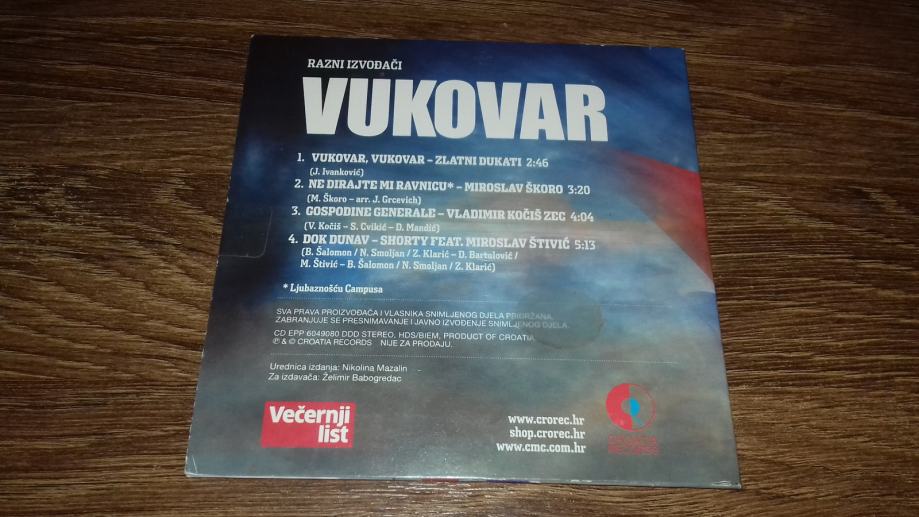 RAZNI IZVOĐAČI
VUKOVAR
1. VUKOVAR, VUKOVAR – ZLATNI DUKATI 2:46
(J. Ivanković)
2. NE DIRAJTE MI RAVNICU* – MIROSLAV ŠKORO 3:20
(M. Škoro – arr. J. Grcevich)
3. GOSPODINE GENERALE – VLADIMIR KOČIŠ ZEC 4:04
(V. Kočiš – S. Cvikić – D. Mandić)
4. DOK DUNAV – SHORTY FEAT. MIROSLAV ŠTIVIĆ 5:13
(B. Šalomon / N. Smoljan / Z. Klarić – D. Bartulović /
M. Štivić – B. Šalomon / N. Smoljan / Z. Klarić)
* Ljubaznošću Campusa
SVA PRAVA PROIZVOĐAČA I VLASNIKA SNIMLJENOG DJELA PRIDRŽANA.
ZABRANJUJE SE PRESNIMAVANJE I JAVNO IZVOĐENJE SNIMLJENOG DJELA.
CD EPP 6049080 DDD STEREO, HDS/BIEM, PRODUCT OF CROATIA,
℗ & © CROATIA RECORDS NIJE ZA PRODAJU.
Urednica izdanja: Nikolina Mazalin
Za izdavača: Želimir Babogredac
Večernji
list
www.crorec.hr
shop.crorec.hr
www.cmc.com.hr
CROATIA
RECORDS